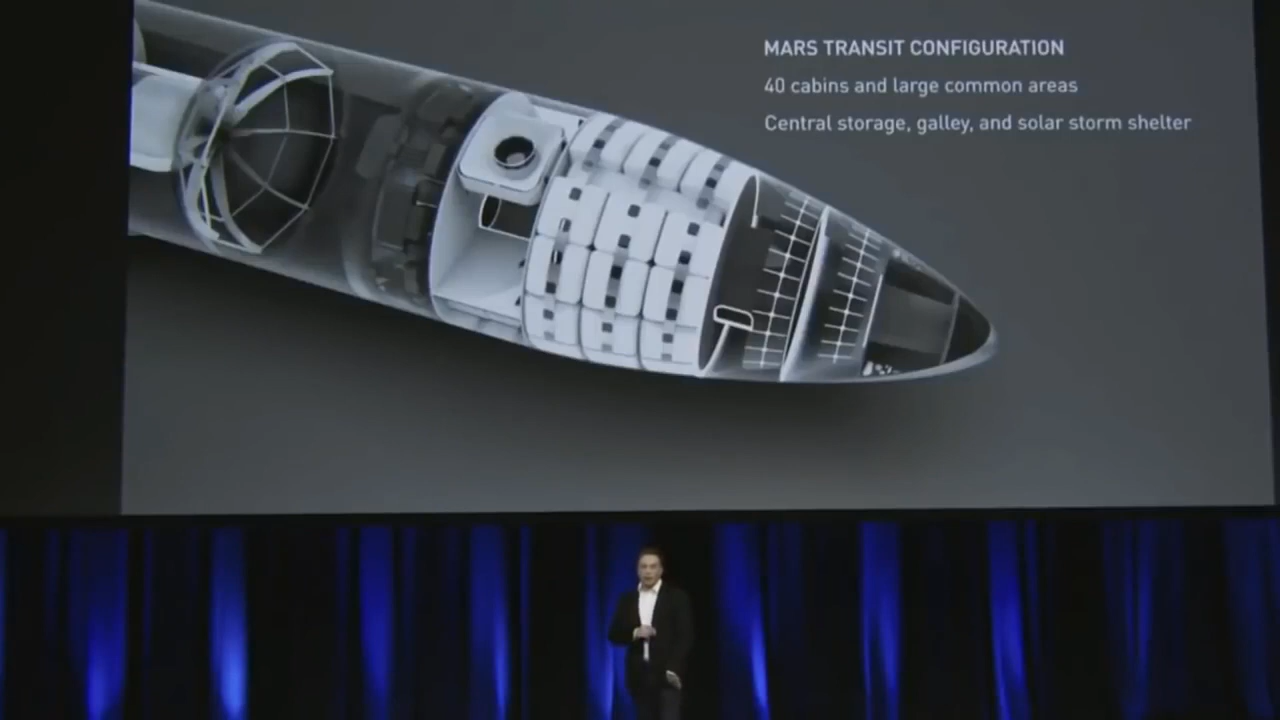 MARS TRANSIT CONFIGURATION
40 cabins and large common areas
Central storage, galley, and solar storm shelter